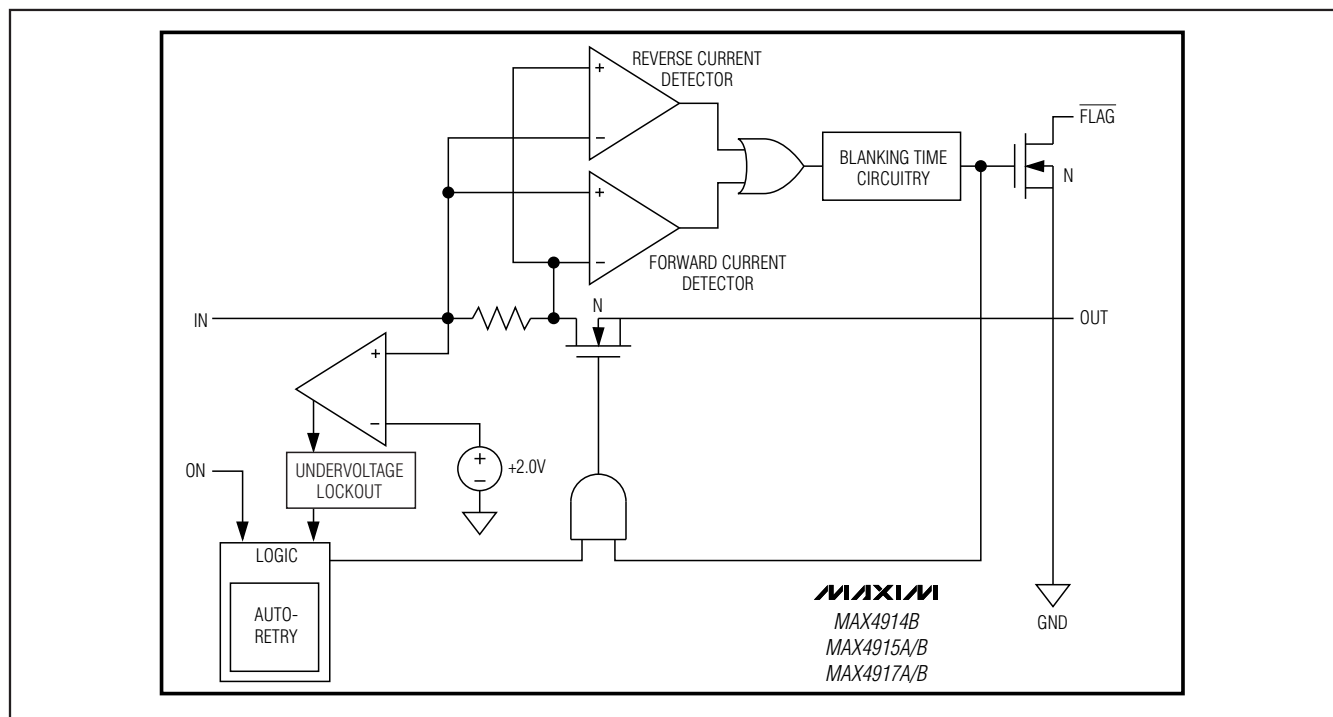 REVERSE CURRENT
DETECTOR
+
−
FLAG
BLANKING TIME
CIRCUITRY
N
+
−
FORWARD CURRENT
DETECTOR
IN
N
OUT
+
−
ON
UNDERVOLTAGE
LOCKOUT
+
−
+2.0V
LOGIC
AUTO-
RETRY
MAXIM
MAX4914B
MAX4915A/B
MAX4917A/B
GND